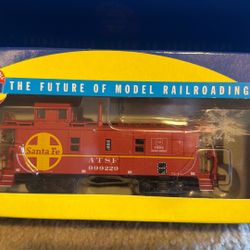 THE FUTURE OF MODEL RAILROADING
Santa Fe
ATSF
999229